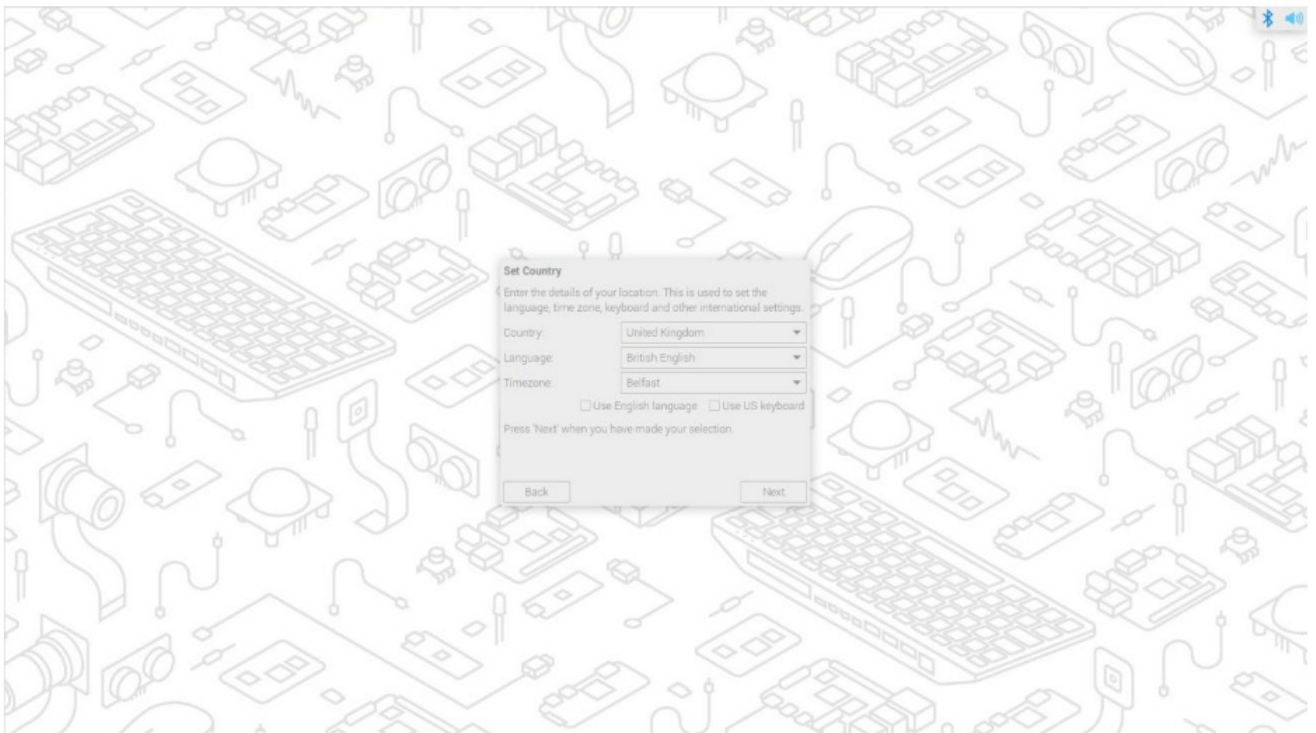 Set Country
Enter the details of your location. This is used to set the
language, time zone, keyboard and other international settings.
Country: United Kingdom
Language: British English
Timezone: Belfast
Use English language Use US keyboard
Press 'Next' when you have made your selection.
Back Next